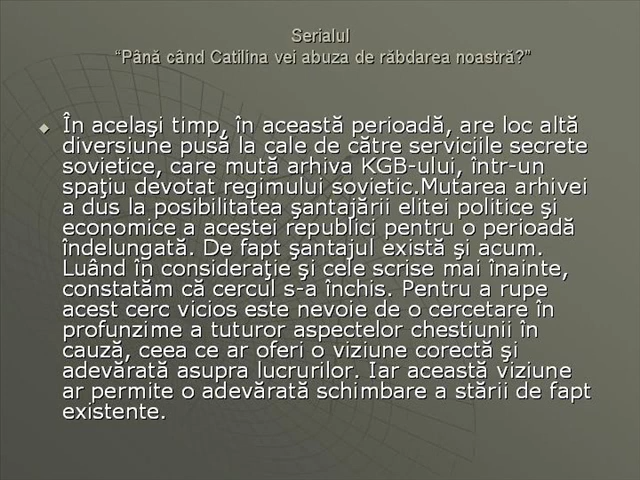 Serialul
“Până când Catilina vei abuza de răbdarea noastră?”
În acelaşi timp, în această perioadă, are loc altă
diversiune pusă la cale de către serviciile secrete
sovietice, care mută arhiva KGB-ului, într-un
spaţiu devotat regimului sovietic.Mutarea arhivei
a dus la posibilitatea şantajării elitei politice şi
economice a acestei republici pentru o perioadă
îndelungată. De fapt şantajul există şi acum.
Luând în consideraţie şi cele scrise mai înainte,
constatăm că cercul s-a închis. Pentru a rupe
acest cerc vicios este nevoie de o cercetare în
profunzime a tuturor aspectelor chestiunii în
cauză, ceea ce ar oferi o viziune corectă şi
adevărată asupra lucrurilor. Iar această viziune
ar permite o adevărată schimbare a stării de fapt
existente.